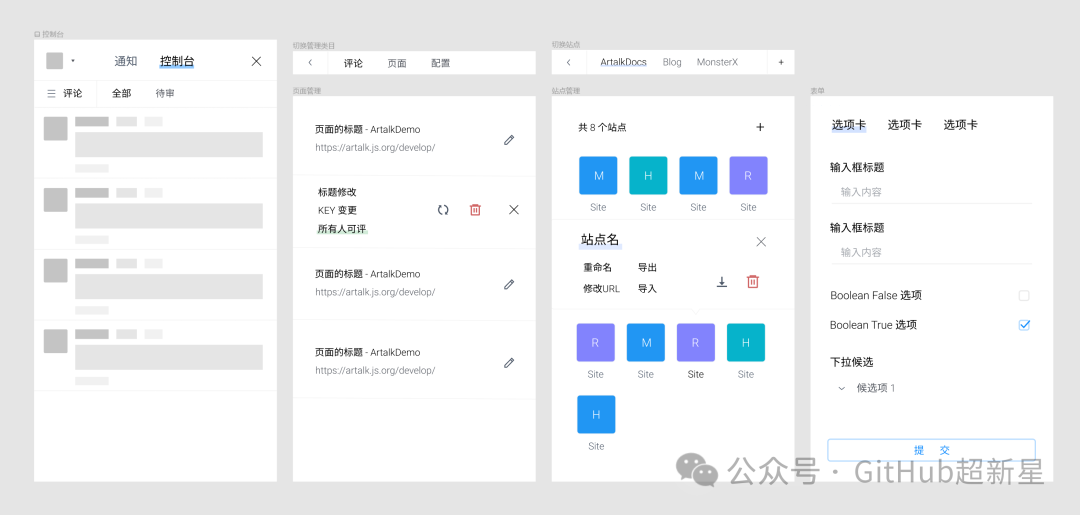 控制台
通知
控制台
评论
全部
待审
切换管理类目
评论
页面
配置
页面管理
页面的标题 - ArtalkDemo
https://artalk.js.org/develop/
标题修改
KEY 变更
所有人可评
页面的标题 - ArtalkDemo
https://artalk.js.org/develop/
页面的标题 - ArtalkDemo
https://artalk.js.org/develop/
切换站点
ArtalkDocs
Blog
MonsterX
站点管理
共 8 个站点
M
H
M
R
Site
Site
Site
Site
站点名
重命名
导出
修改URL
导入
R
M
R
H
Site
Site
Site
Site
H
Site
表单
选项卡
选项卡
选项卡
输入框标题
输入内容
输入框标题
输入内容
Boolean False 选项
Boolean True 选项
下拉候选
候选项 1
提 交
公众号 · GitHub超新星